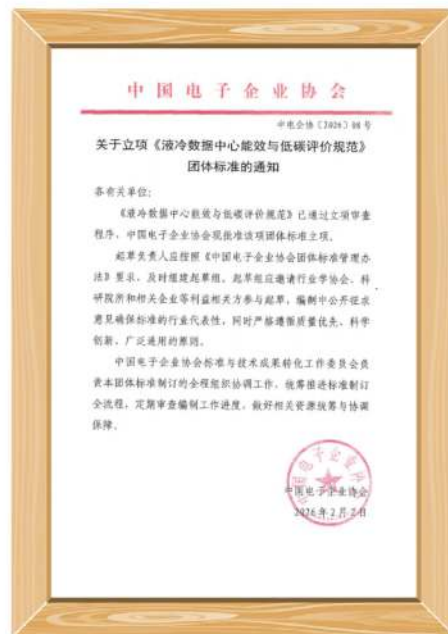 中国电子企业协会
中电企协〔2026〕08号
关于立项《液冷数据中心能效与低碳评价规范》
团体标准的通知
各有关单位：
《液冷数据中心能效与低碳评价规范》已通过立项审查
程序，中国电子企业协会现批准该项团体标准立项。
起草负责人应按照《中国电子企业协会团体标准管理办
法》要求，及时组建起草组。起草组应邀请行业学协会、科
研院所和相关企业等利益相关方参与起草，编制中公开征求
意见确保标准的行业代表性，同时严格遵循质量优先、科学
创新、广泛适用的原则。
中国电子企业协会标准与技术成果转化工作委员会负
责本团体标准制订的全程组织协调工作，统筹推进标准制订
全流程，定期审查编制工作进度，做好相关资源统筹与协调
保障。
中国电子企业协会
2026年2月2日